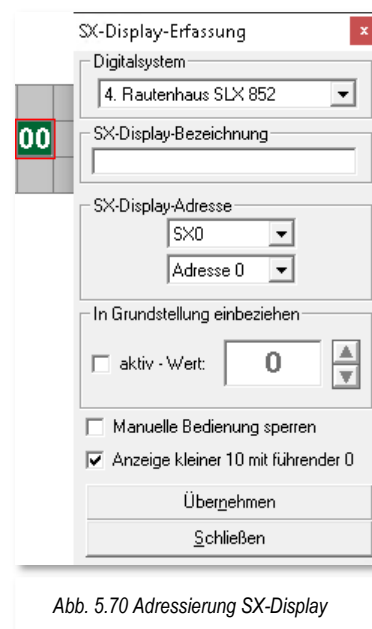 SX-Display-Erfassung
x
Digitalsystem
4. Rautenhaus SLX 852
00
SX-Display-Bezeichnung
SX-Display-Adresse
SX0
Adresse 0
In Grundstellung einbeziehen
aktiv - Wert: 0
Manuelle Bedienung sperren
Anzeige kleiner 10 mit führender 0
Übernehmen
Schließen
Abb. 5.70 Adressierung SX-Display